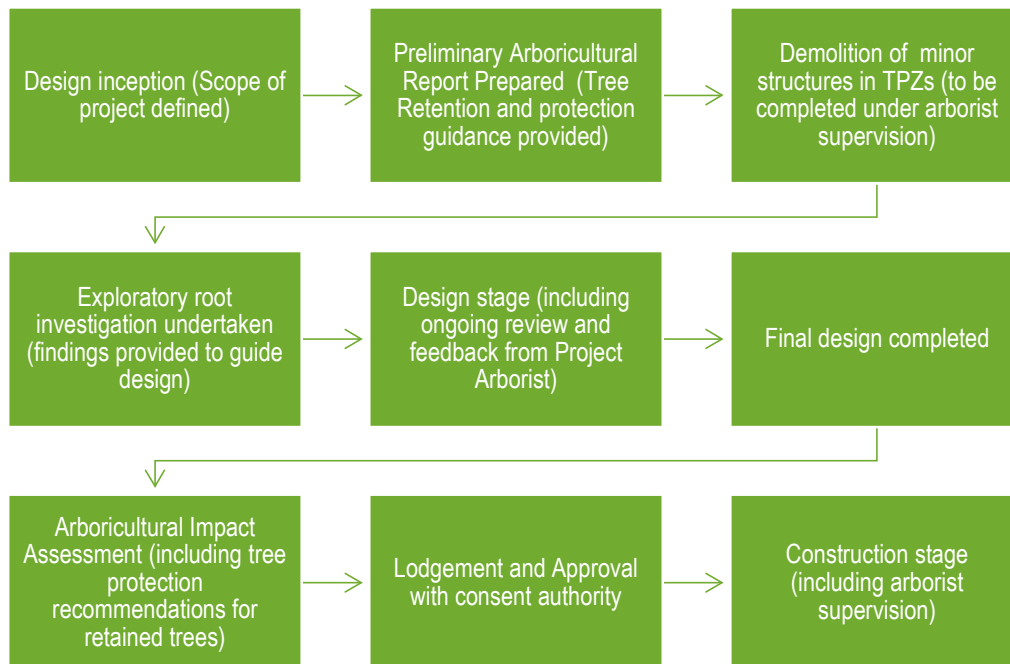 Design inception (Scope of
project defined)
Preliminary Arboricultural
Report Prepared  (Tree
Retention and protection
guidance provided)
Demolition of  minor
structures in TPZs (to be
completed under arborist
supervision)
Exploratory root
investigation undertaken
(findings provided to guide
design)
Design stage (including
ongoing review and
feedback from Project
Arborist)
Final design completed
Arboricultural Impact
Assessment (including tree
protection
recommendations for
retained trees)
Lodgement and Approval
with consent authority
Construction stage
(including arborist
supervision)